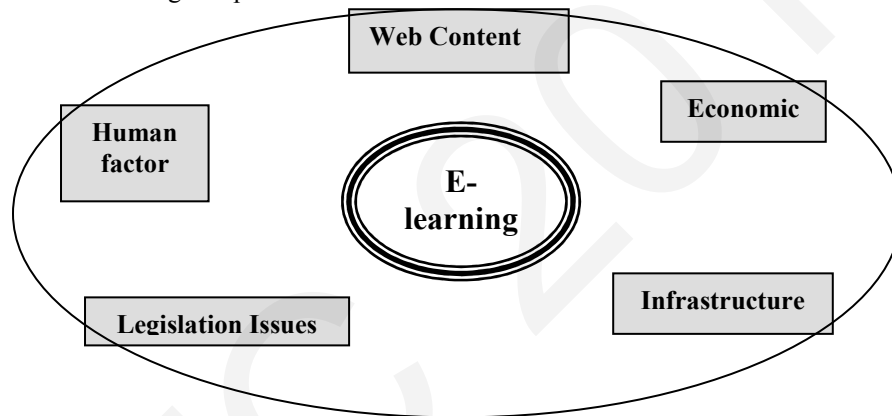 Web Content
Economic
Human
factor
E-
learning
Infrastructure
Legislation Issues